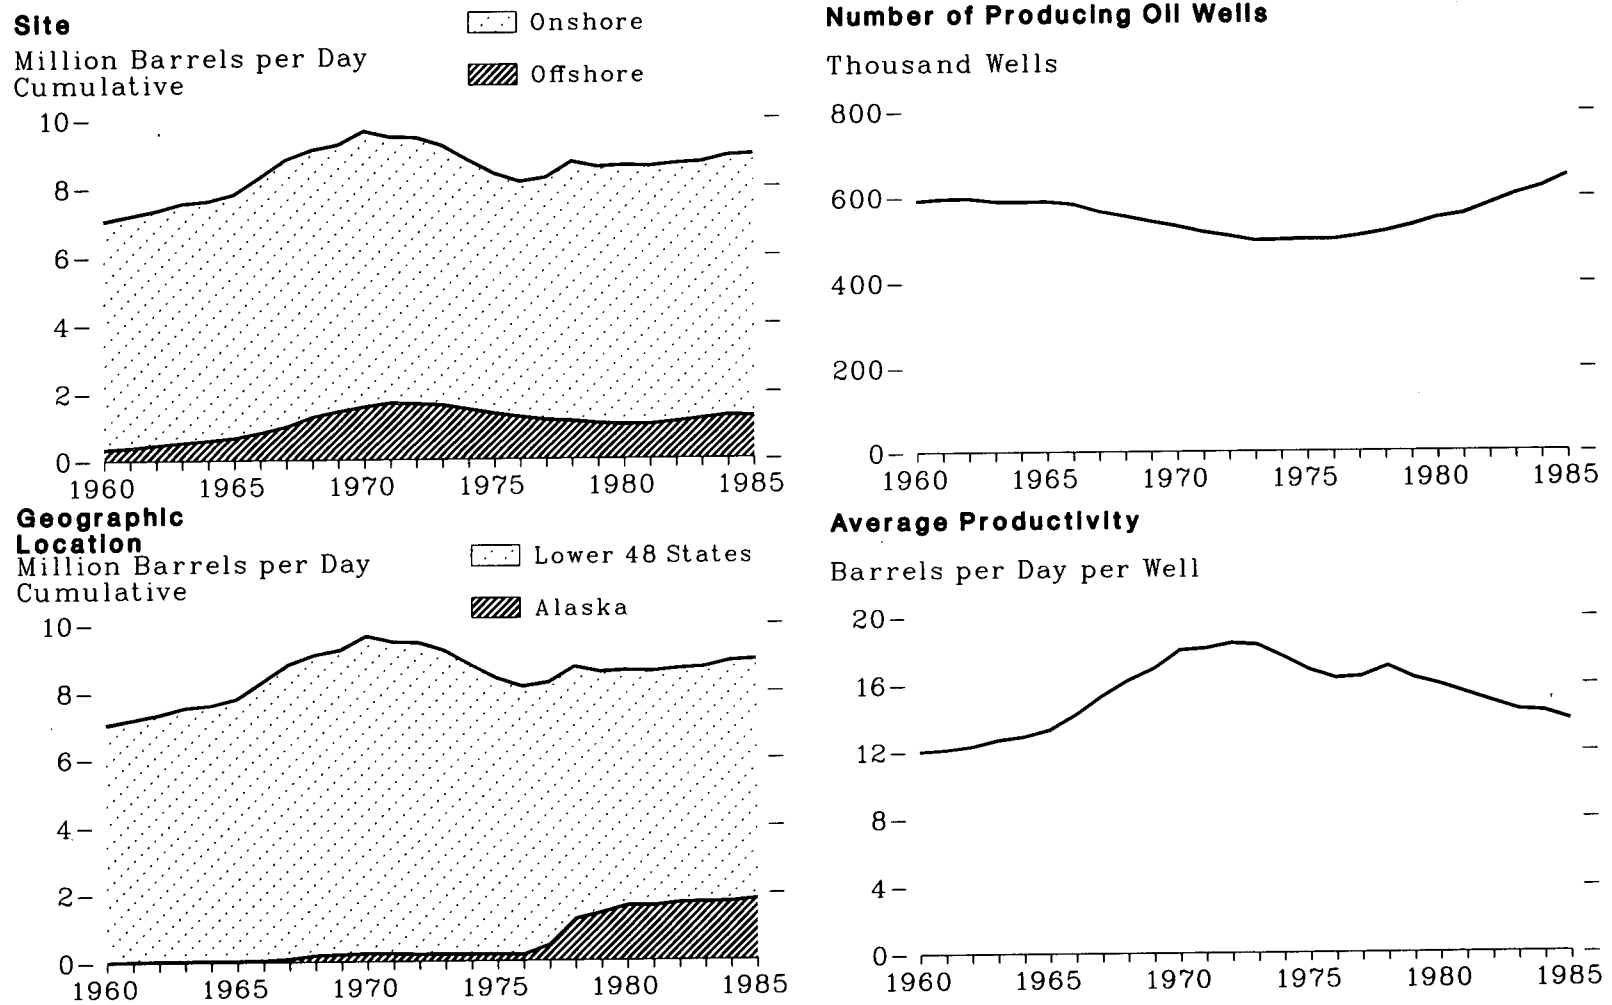 Site
Million Barrels per Day
Cumulative
Onshore
Offshore
10
8
6
4
2
0
1960 1965 1970 1975 1980 1985
Number of Producing Oil Wells
Thousand Wells
800
600
400
200
0
1960 1965 1970 1975 1980 1985
Geographic
Location
Million Barrels per Day
Cumulative
Lower 48 States
Alaska
10
8
6
4
2
0
1960 1965 1970 1975 1980 1985
Average Productivity
Barrels per Day per Well
20
16
12
8
4
0
1960 1965 1970 1975 1980 1985